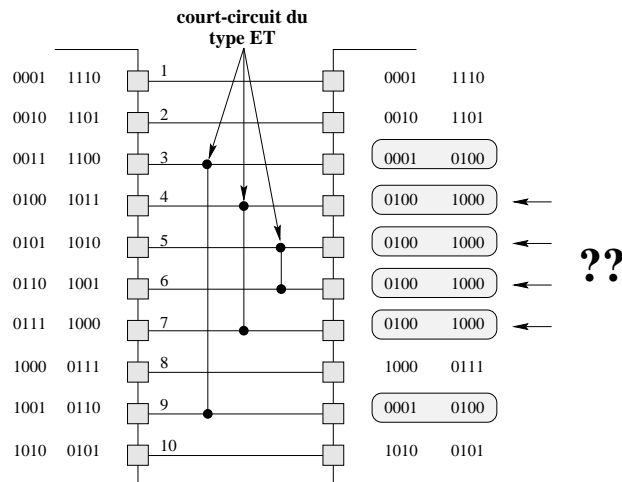 court-circuit du
type ET
0001 1110 1 0001 1110
0010 1101 2 0010 1101
0011 1100 3 0001 0100
0100 1011 4 0100 1000
0101 1010 5 0100 1000
??
0110 1001 6 0100 1000
0111 1000 7 0100 1000
1000 0111 8 1000 0111
1001 0110 9 0001 0100
1010 0101 10 1010 0101